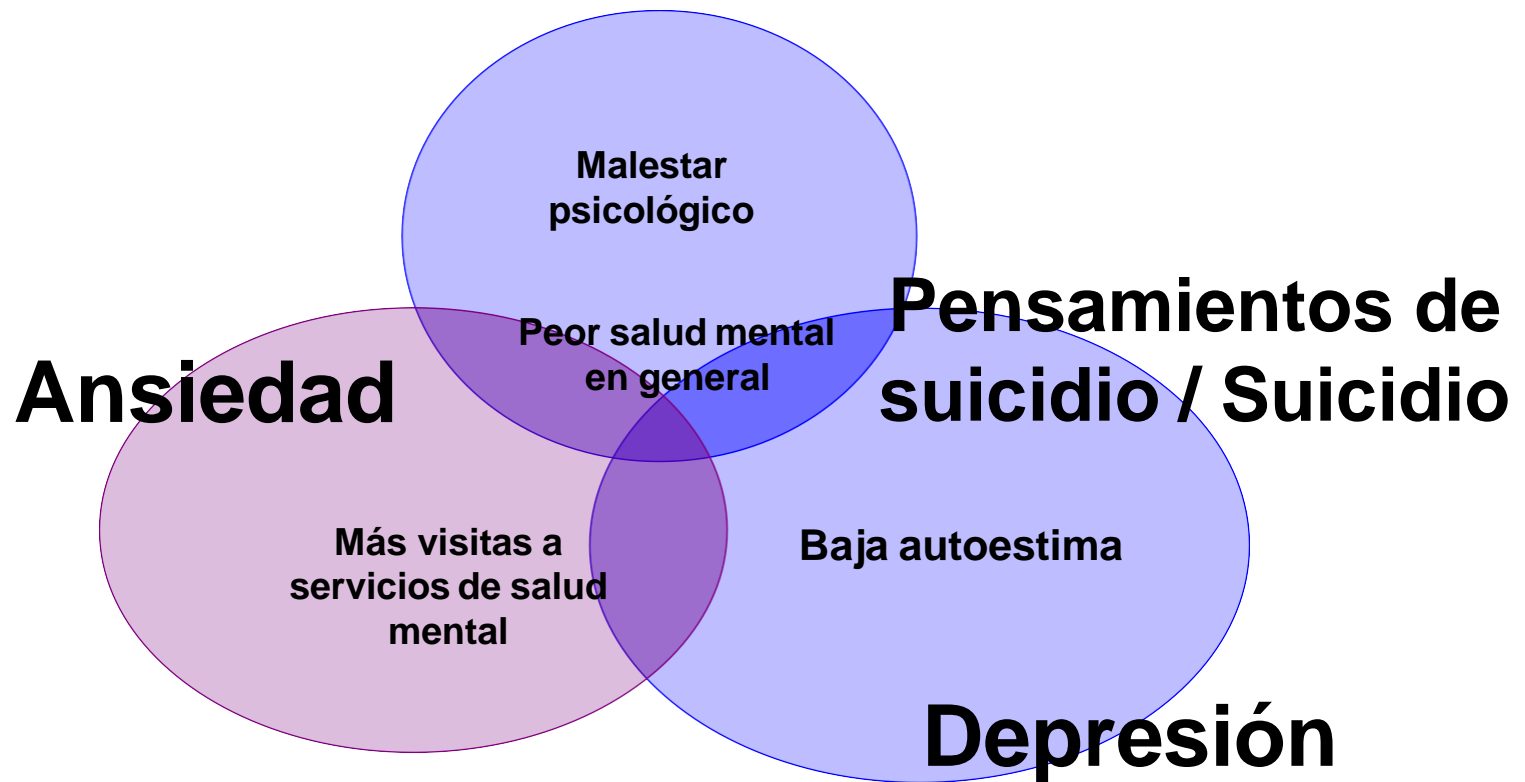 Malestar
psicológico
Peor salud mental
en general
Pensamientos de
suicidio / Suicidio
Ansiedad
Más visitas a
servicios de salud
mental
Baja autoestima
Depresión